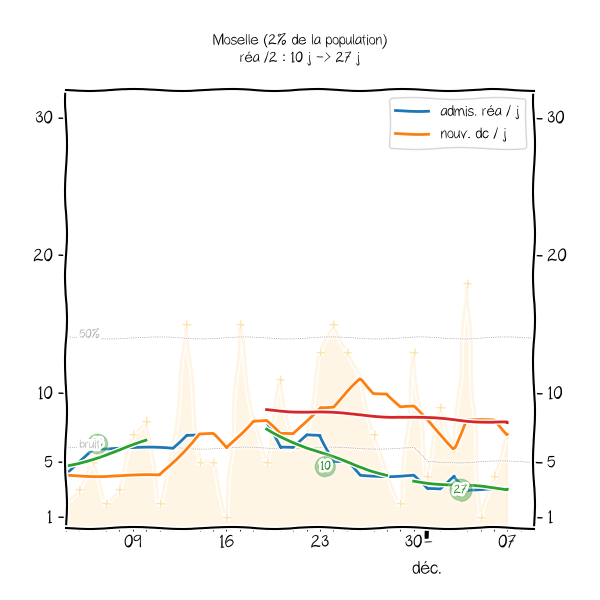 Moselle (2% de la population)
réa /2 : 10 j -> 27 j
admis. réa / j
nouv. dc / j
30 30
20 20
50%
10 10
bruit
5 5
10
27
1 1
09 16 23 30 07
déc.